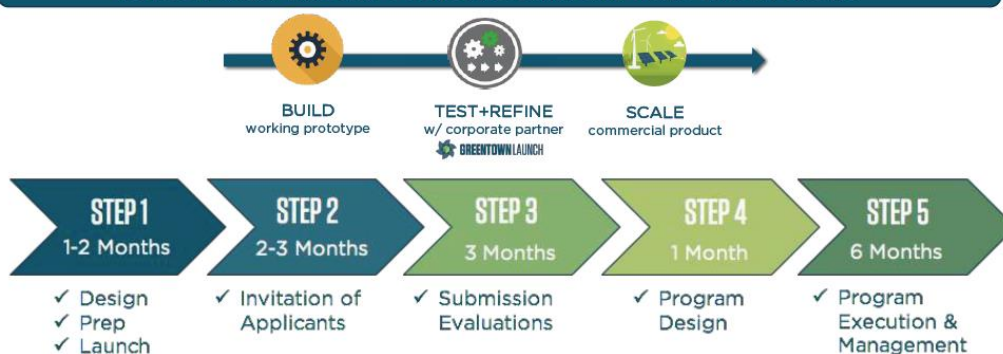 BUILD
working prototype
TEST+REFINE
w/ corporate partner
GREENTOWN LAUNCH
SCALE
commercial product
STEP 1
1-2 Months
STEP 2
2-3 Months
STEP 3
3 Months
STEP 4
1 Month
STEP 5
6 Months
✓ Design
✓ Prep
✓ Launch
✓ Invitation of
Applicants
✓ Submission
Evaluations
✓ Program
Design
✓ Program
Execution &
Management